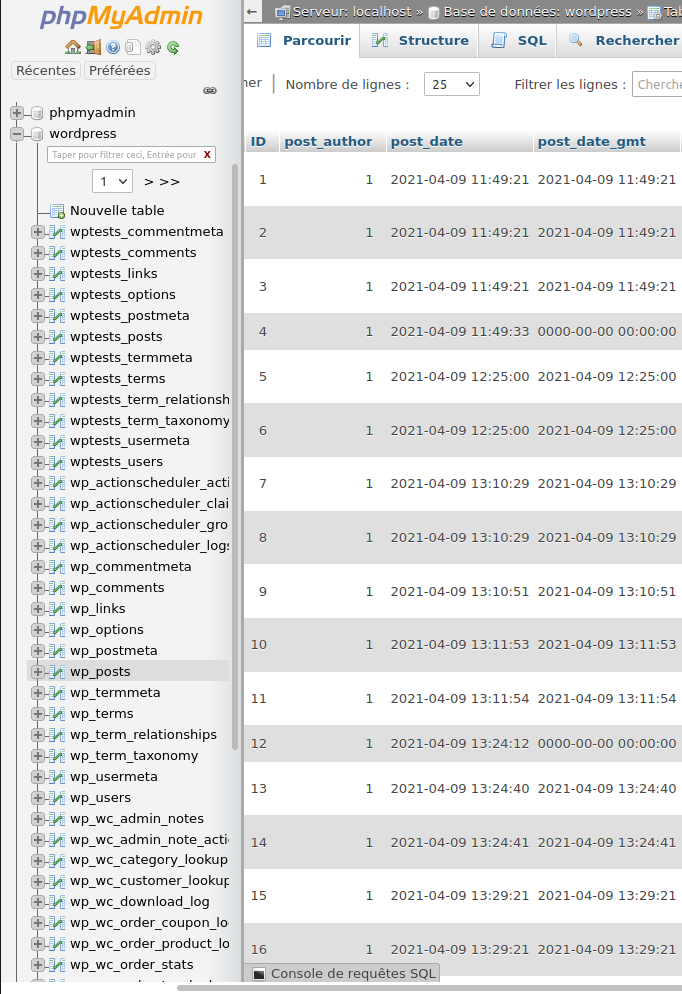 phpMyAdmin
Récentes Préférées
phpmyadmin
wordpress
Taper pour filtrer ceci, Entrée pour X
1 > >>
Nouvelle table
wptests_commentmeta
wptests_comments
wptests_links
wptests_options
wptests_postmeta
wptests_posts
wptests_termmeta
wptests_terms
wptests_term_relationsh
wptests_term_taxonomy
wptests_usermeta
wptests_users
wp_actionscheduler_acti
wp_actionscheduler_clai
wp_actionscheduler_gro
wp_actionscheduler_logs
wp_commentmeta
wp_comments
wp_links
wp_options
wp_postmeta
wp_posts
wp_termmeta
wp_terms
wp_term_relationships
wp_term_taxonomy
wp_usermeta
wp_users
wp_wc_admin_notes
wp_wc_admin_note_acti
wp_wc_category_lookup
wp_wc_customer_lookup
wp_wc_download_log
wp_wc_order_coupon_lo
wp_wc_order_product_lo
wp_wc_order_stats
← Serveur: localhost » Base de données: wordpress » Tab
Parcourir Structure SQL Rechercher
her Nombre de lignes : 25 Filtrer les lignes : Cherche
ID post_author post_date post_date_gmt
1 1 2021-04-09 11:49:21 2021-04-09 11:49:21
2 1 2021-04-09 11:49:21 2021-04-09 11:49:21
3 1 2021-04-09 11:49:21 2021-04-09 11:49:21
4 1 2021-04-09 11:49:33 0000-00-00 00:00:00
5 1 2021-04-09 12:25:00 2021-04-09 12:25:00
6 1 2021-04-09 12:25:00 2021-04-09 12:25:00
7 1 2021-04-09 13:10:29 2021-04-09 13:10:29
8 1 2021-04-09 13:10:29 2021-04-09 13:10:29
9 1 2021-04-09 13:10:51 2021-04-09 13:10:51
10 1 2021-04-09 13:11:53 2021-04-09 13:11:53
11 1 2021-04-09 13:11:54 2021-04-09 13:11:54
12 1 2021-04-09 13:24:12 0000-00-00 00:00:00
13 1 2021-04-09 13:24:40 2021-04-09 13:24:40
14 1 2021-04-09 13:24:41 2021-04-09 13:24:41
15 1 2021-04-09 13:29:21 2021-04-09 13:29:21
16 1 2021-04-09 13:29:21 2021-04-09 13:29:21
Console de requêtes SQL